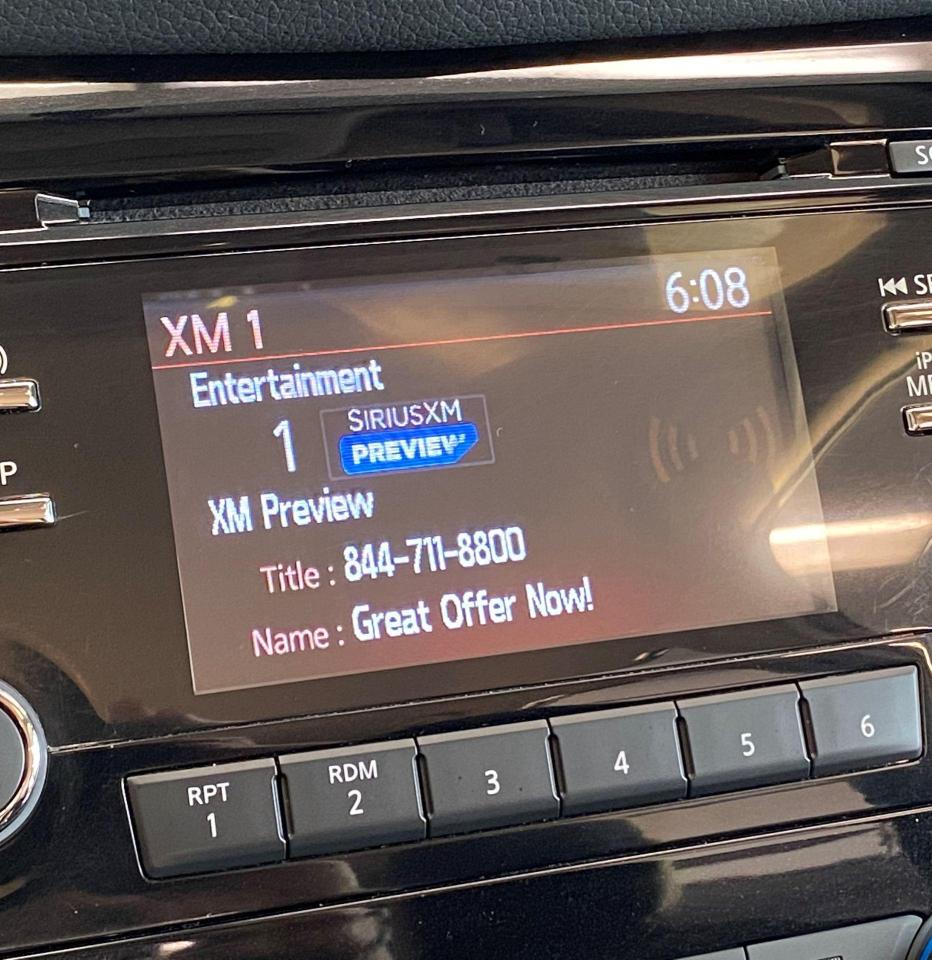 6:08
XM 1
Entertainment
1 SIRIUSXM
PREVIEW
XM Preview
Title : 844-711-8800
Name : Great Offer Now!
RPT
1
RDM
2
3
4
5
6